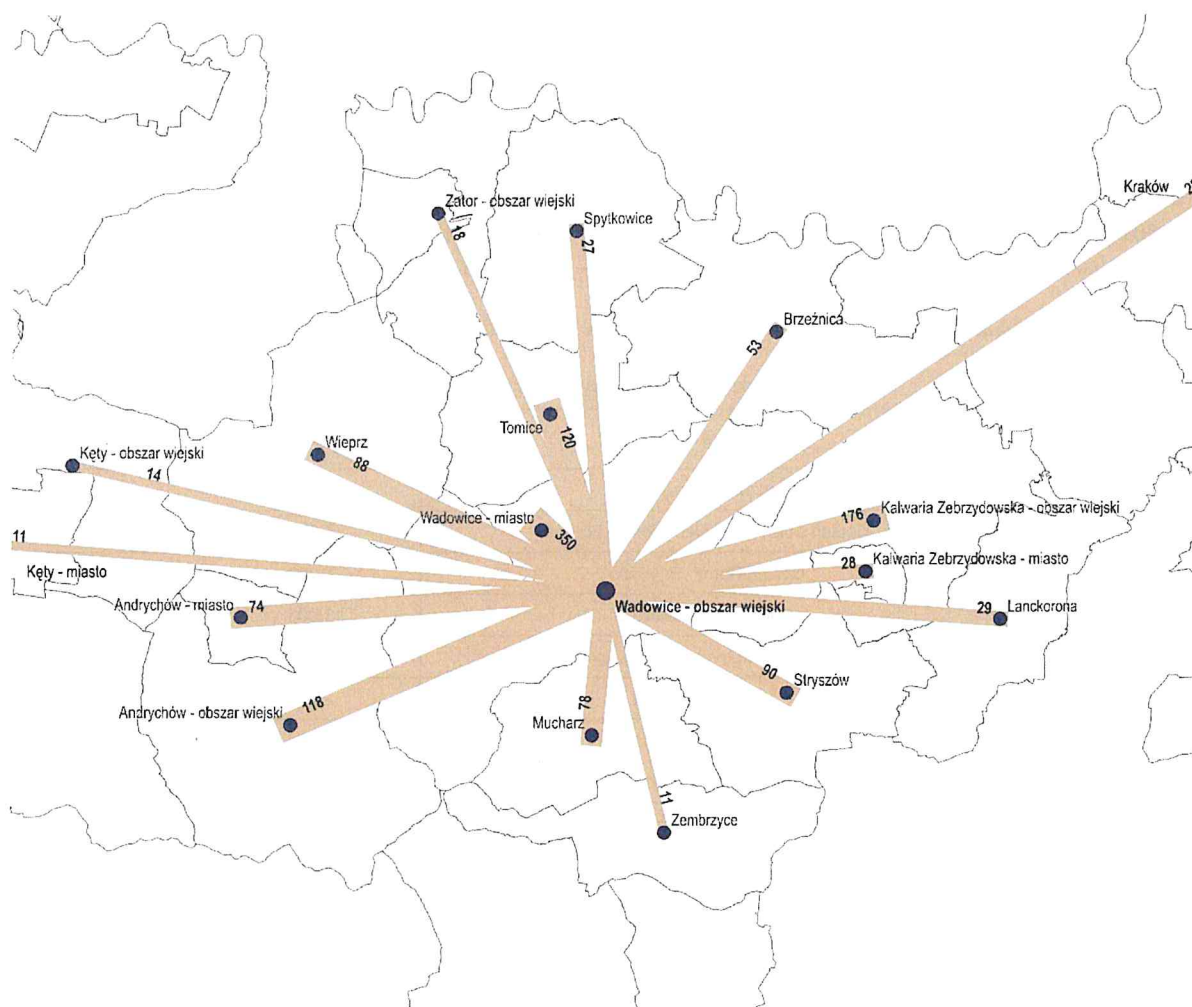 Kraków
Zator - obszar wiejski
18
Spytkowice
27
Brzeźnica
53
Tomice
120
Wieprz
88
Kęty - obszar wiejski
14
Wadowice - miasto
350
Kalwaria Zebrzydowska - obszar wiejski
176
11
Kęty - miasto
Kalwaria Zebrzydowska - miasto
28
Andrychów - miasto
74
Wadowice - obszar wiejski
Lanckorona
29
Stryszów
90
Andrychów - obszar wiejski
118
Mucharz
78
11
Zembrzyce